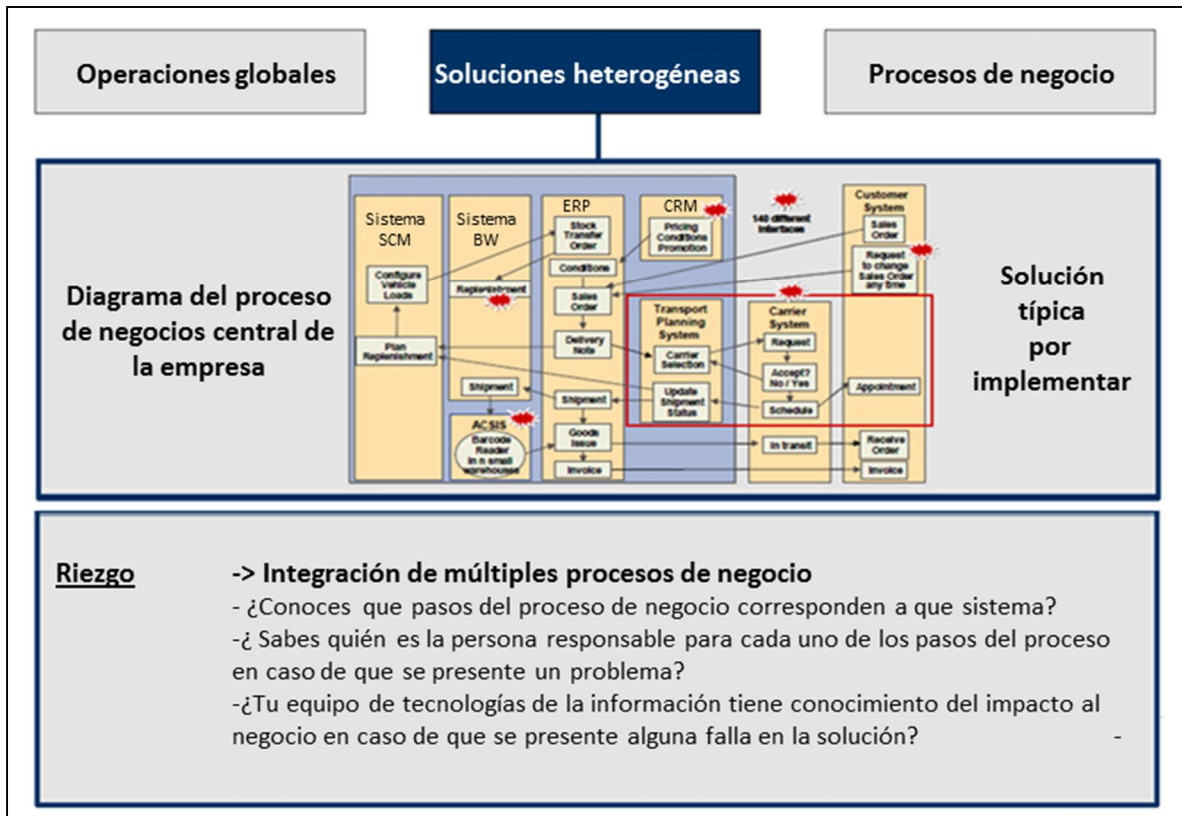 Operaciones globales
Soluciones heterogéneas
Procesos de negocio
Diagrama del proceso
de negocios central de
la empresa
Sistema
SCM
Configure
Vehicle
Loads
Plan
Replenishment
Sistema
BW
Replenishment
Shipment
ACSIS
Barcode
Reader
in n small
warehouses
ERP
Stock
Transfer
Order
Conditions
Sales
Order
Delivery
Note
Shipment
Goods
Issue
Invoice
CRM
Pricing
Conditions
Promotion
Transport
Planning
System
Carrier
Selection
Update
Shipment
Status
140 different
interfaces
Carrier
System
Request
Accept?
No / Yes
Schedule
In transit
Customer
System
Sales
Order
Request
to change
Sales Order
any time
Appointment
Receive
Order
Invoice
Solución
típica
por
implementar
Riezgo
-> Integración de múltiples procesos de negocio
- ¿Conoces que pasos del proceso de negocio corresponden a que sistema?
-¿ Sabes quién es la persona responsable para cada uno de los pasos del proceso
en caso de que se presente un problema?
-¿Tu equipo de tecnologías de la información tiene conocimiento del impacto al
negocio en caso de que se presente alguna falla en la solución? -